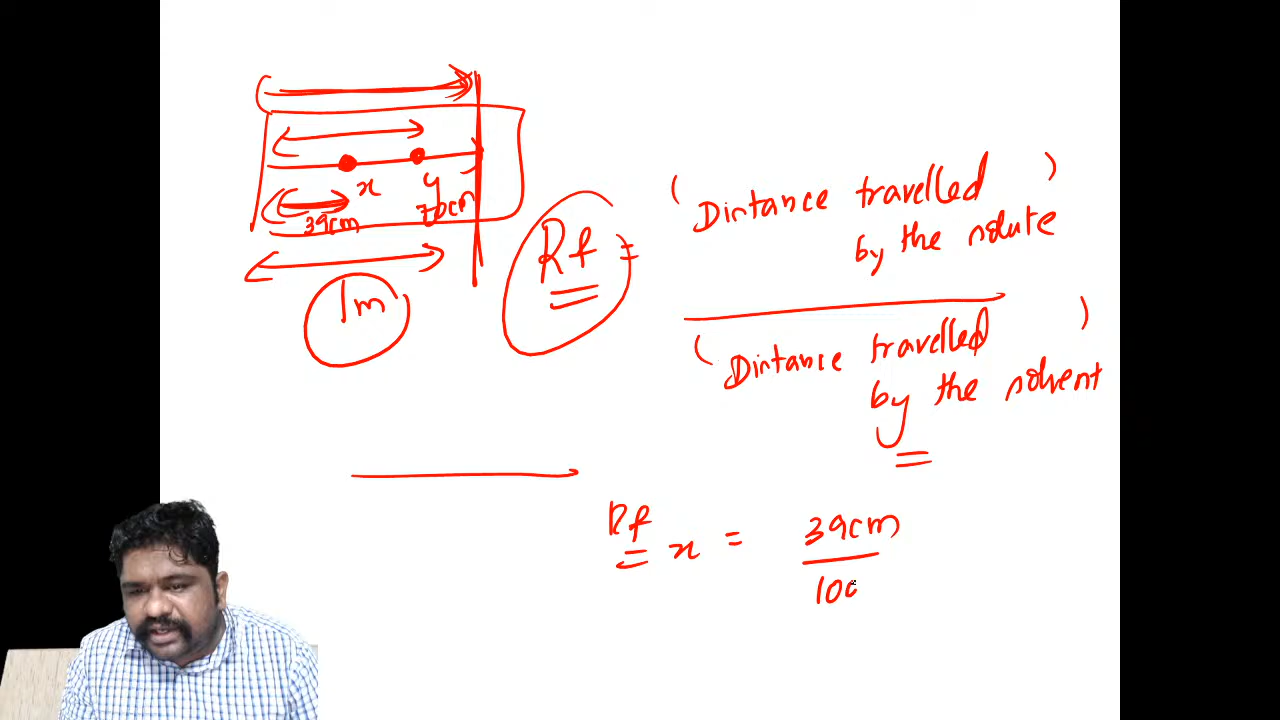 x
y
39cm
70cm
1m
Rf =
( Distance travelled )
by the solute
( Distance travelled )
by the solvent
Rf x = 39cm
100